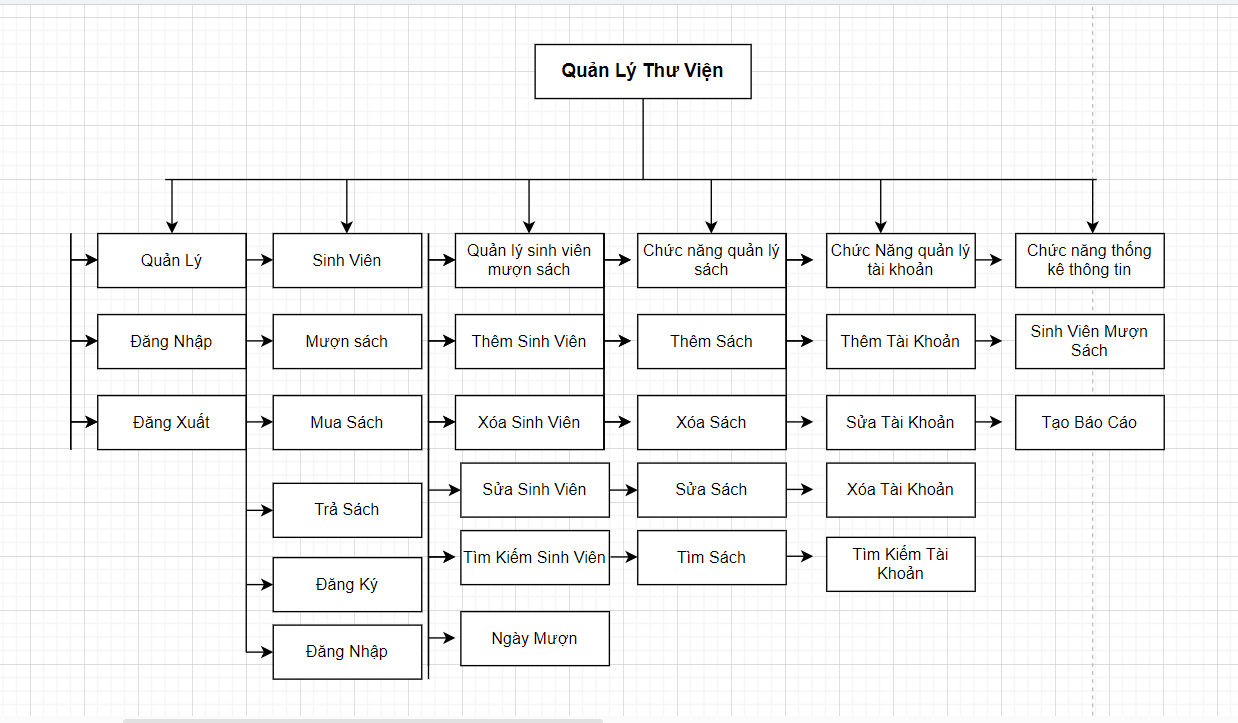 Quản Lý Thư Viện
Quản Lý
Sinh Viên
Quản lý sinh viên
mượn sách
Chức năng quản lý
sách
Chức Năng quản lý
tài khoản
Chức năng thống
kê thông tin
Đăng Nhập
Mượn sách
Thêm Sinh Viên
Thêm Sách
Thêm Tài Khoản
Sinh Viên Mượn
Sách
Đăng Xuất
Mua Sách
Xóa Sinh Viên
Xóa Sách
Sửa Tài Khoản
Tạo Báo Cáo
Trả Sách
Sửa Sinh Viên
Sửa Sách
Xóa Tài Khoản
Đăng Ký
Tìm Kiếm Sinh Viên
Tìm Sách
Tìm Kiếm Tài
Khoản
Đăng Nhập
Ngày Mượn